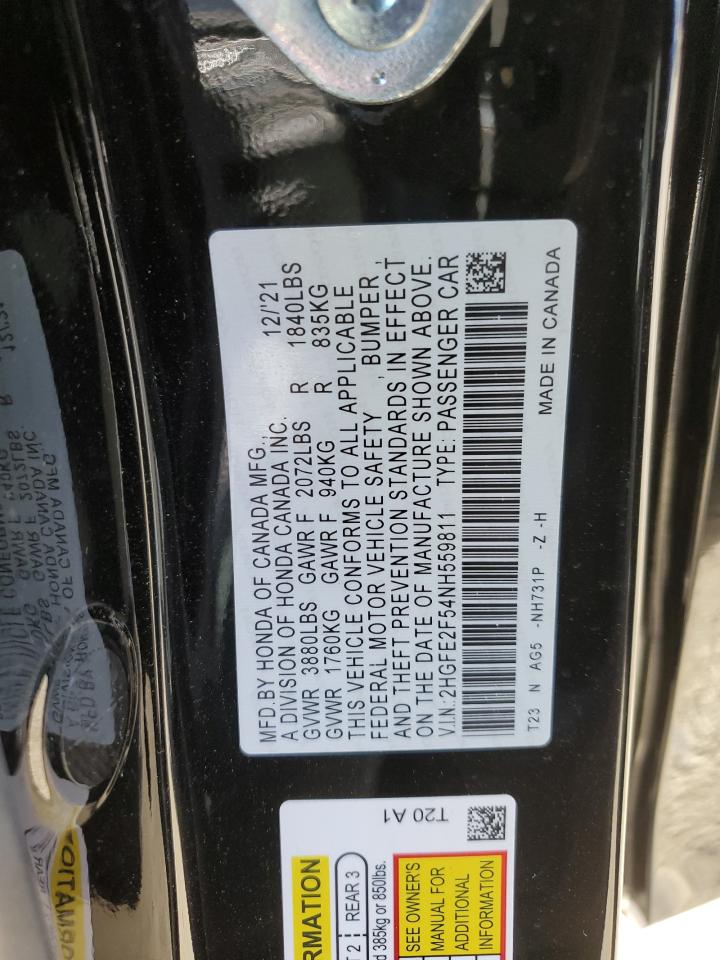 MFD.BY HONDA OF CANADA MFG., 12/'21
A DIVISION OF HONDA CANADA INC.
GVWR 3880LBS GAWR F 2072LBS R 1840LBS
GVWR 1760KG GAWR F 940KG R 835KG
THIS VEHICLE CONFORMS TO ALL APPLICABLE
FEDERAL MOTOR VEHICLE SAFETY , BUMPER ,
AND THEFT PREVENTION STANDARDS IN EFFECT
ON THE DATE OF MANUFACTURE SHOWN ABOVE.
V.I.N.:2HGFE2F54NH559811 TYPE: PASSENGER CAR
T23 N AG5 -NH731P -Z -H MADE IN CANADA
T20 A1
RMATION
T 2 REAR 3
d 385kg or 850lbs.
SEE OWNER'S
MANUAL FOR
ADDITIONAL
INFORMATION